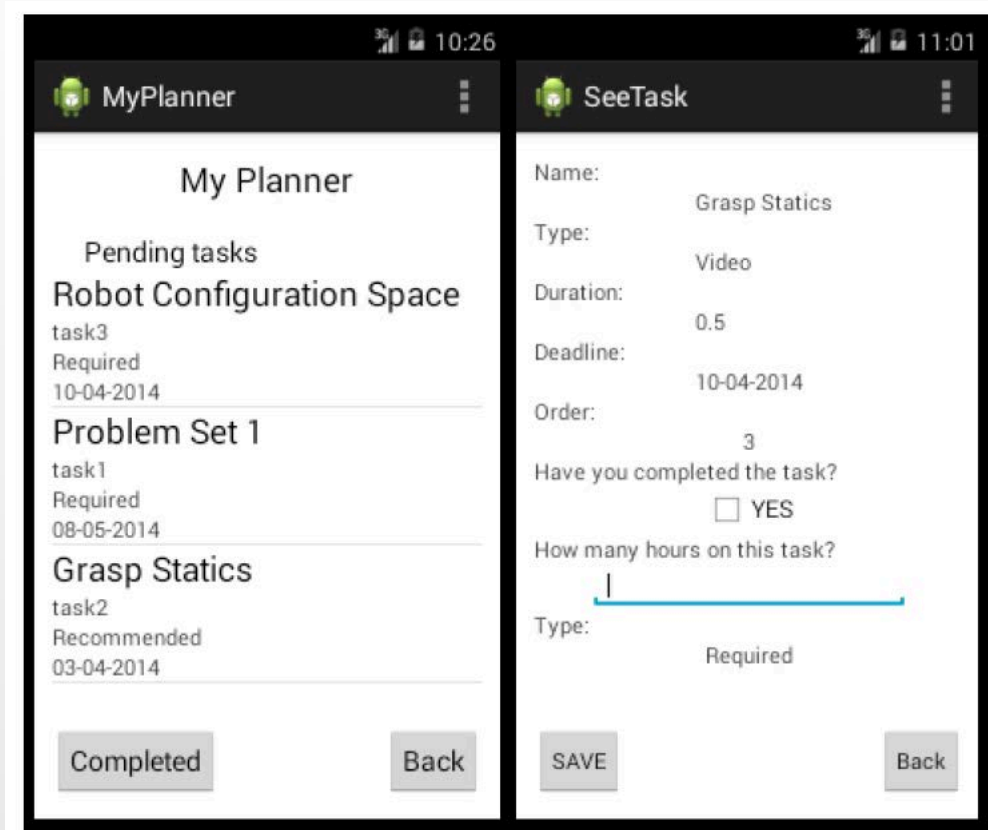 3G 10:26
MyPlanner
My Planner
Pending tasks
Robot Configuration Space
task3
Required
10-04-2014
Problem Set 1
task1
Required
08-05-2014
Grasp Statics
task2
Recommended
03-04-2014
Completed Back
3G 11:01
SeeTask
Name:
Grasp Statics
Type:
Video
Duration:
0.5
Deadline:
10-04-2014
Order:
3
Have you completed the task?
YES
How many hours on this task?
Type:
Required
SAVE Back